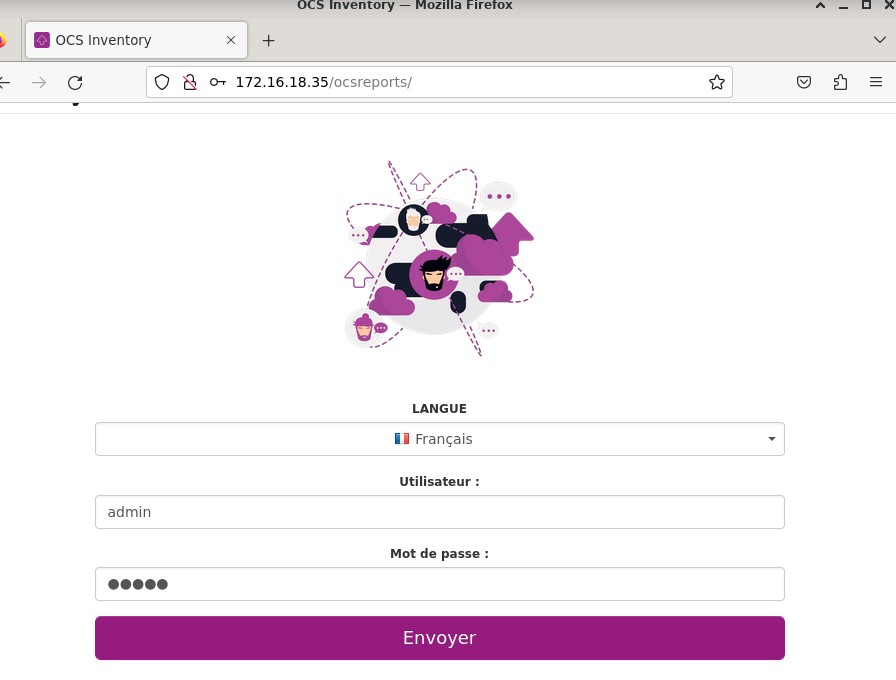 OCS Inventory — Mozilla Firefox
OCS Inventory
172.16.18.35/ocsreports/
LANGUE
Français
Utilisateur :
admin
Mot de passe :
●●●●●
Envoyer